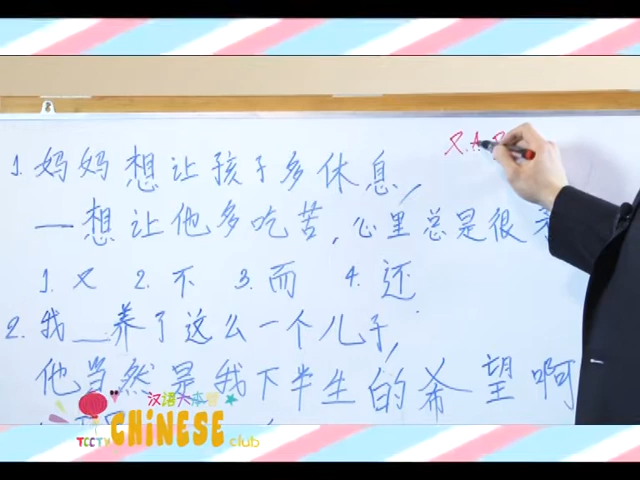 又.A.
1. 妈妈想让孩子多休息,
—想让他多吃苦,心里总是很
1. 又 2. 不 3. 而 4. 还
2. 我__养了这么一个儿子,
他当然是我下半生的希望啊
汉语大本营
TCCTV CHiNESE club